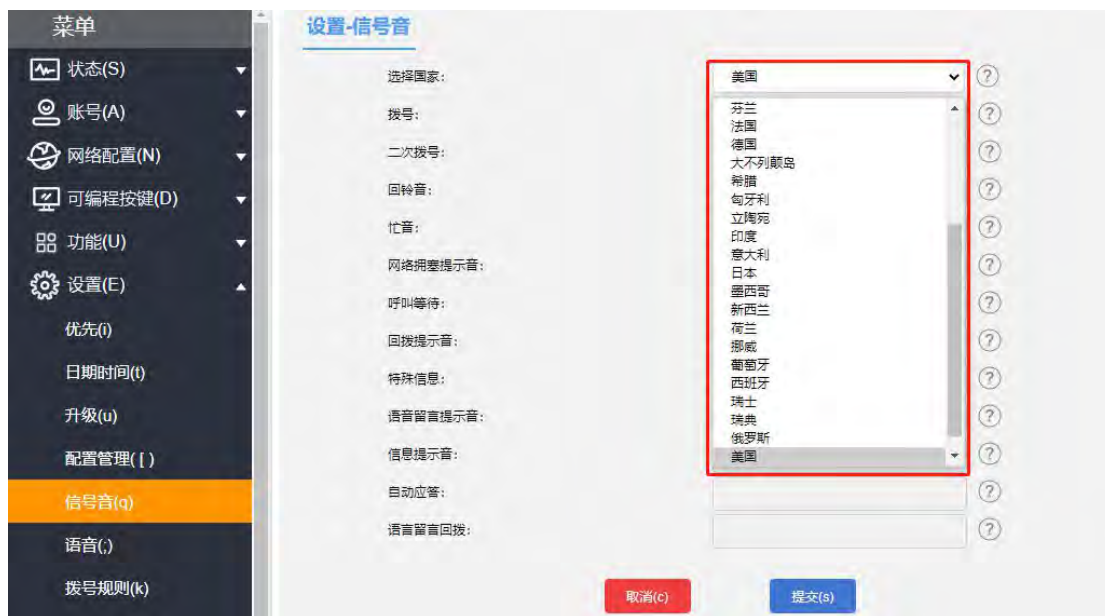 菜单
状态(S)
账号(A)
网络配置(N)
可编程按键(D)
功能(U)
设置(E)
优先(i)
日期时间(t)
升级(u)
配置管理([ )
信号音(q)
语音(;)
拨号规则(k)
设置-信号音
选择国家:
美国
?
拨号:
?
二次拨号:
?
回铃音:
?
忙音:
?
网络拥塞提示音:
?
呼叫等待:
?
回拨提示音:
?
特殊信息:
?
语音留言提示音:
?
信息提示音:
?
自动应答:
?
语言留言回拨:
?
芬兰
法国
德国
大不列颠岛
希腊
匈牙利
立陶宛
印度
意大利
日本
墨西哥
新西兰
荷兰
挪威
葡萄牙
西班牙
瑞士
瑞典
俄罗斯
美国
取消(c)
提交(s)